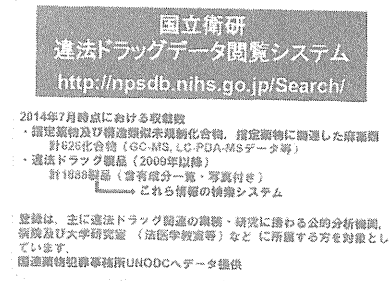 国立衛研
違法ドラッグデータ閲覧システム
http://npsdb.nihs.go.jp/Search/
2014年7月時点における収載数
・指定薬物及び構造類似未規制化合物，指定薬物に関連した麻薬類
計626化合物（GC-MS, LC-PDA-MSデータ等）
・違法ドラッグ製品（2009年以降）
計1688製品（含有成分一覧・写真付き）
これら情報の検索システム
登録は、主に違法ドラッグ関連の業務・研究に携わる公的分析機関，
病院及び大学研究室（法医学教室等）など に所属する方を対象とし
ています．
国連薬物犯罪事務所UNODCへデータ提供